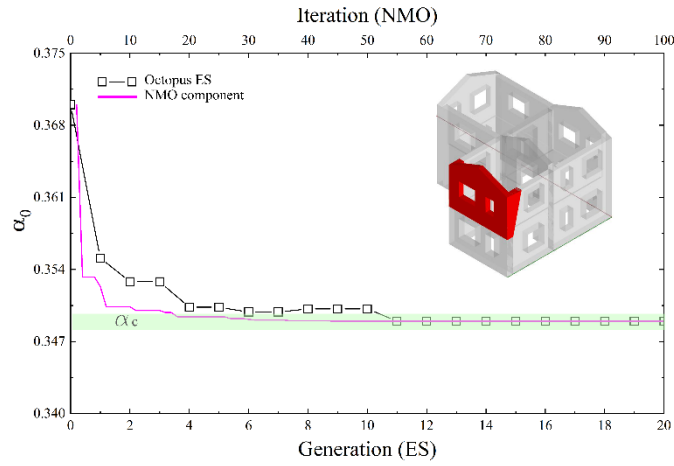 Iteration (NMO)
0 10 20 30 40 50 60 70 80 90 100
0.375
0.368
0.361
0.354
0.347
0.340
α0
Octopus ES
NMO component
α c
0 2 4 6 8 10 12 14 16 18 20
Generation (ES)